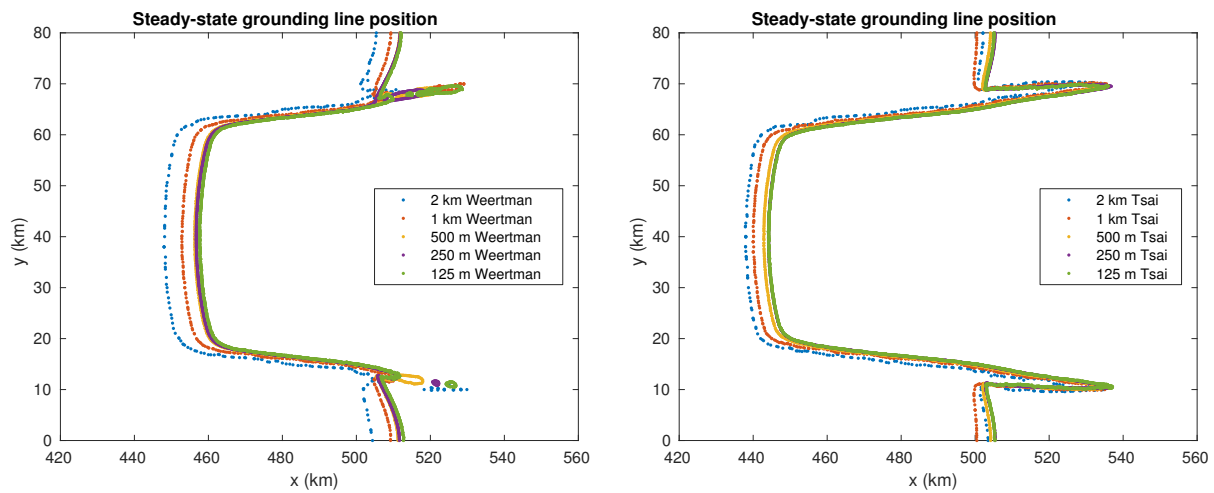 Steady-state grounding line position
80
70
60
50
40
30
20
10
0
y (km)
2 km Weertman
1 km Weertman
500 m Weertman
250 m Weertman
125 m Weertman
420 440 460 480 500 520 540 560
x (km)
Steady-state grounding line position
80
70
60
50
40
30
20
10
0
y (km)
2 km Tsai
1 km Tsai
500 m Tsai
250 m Tsai
125 m Tsai
420 440 460 480 500 520 540 560
x (km)